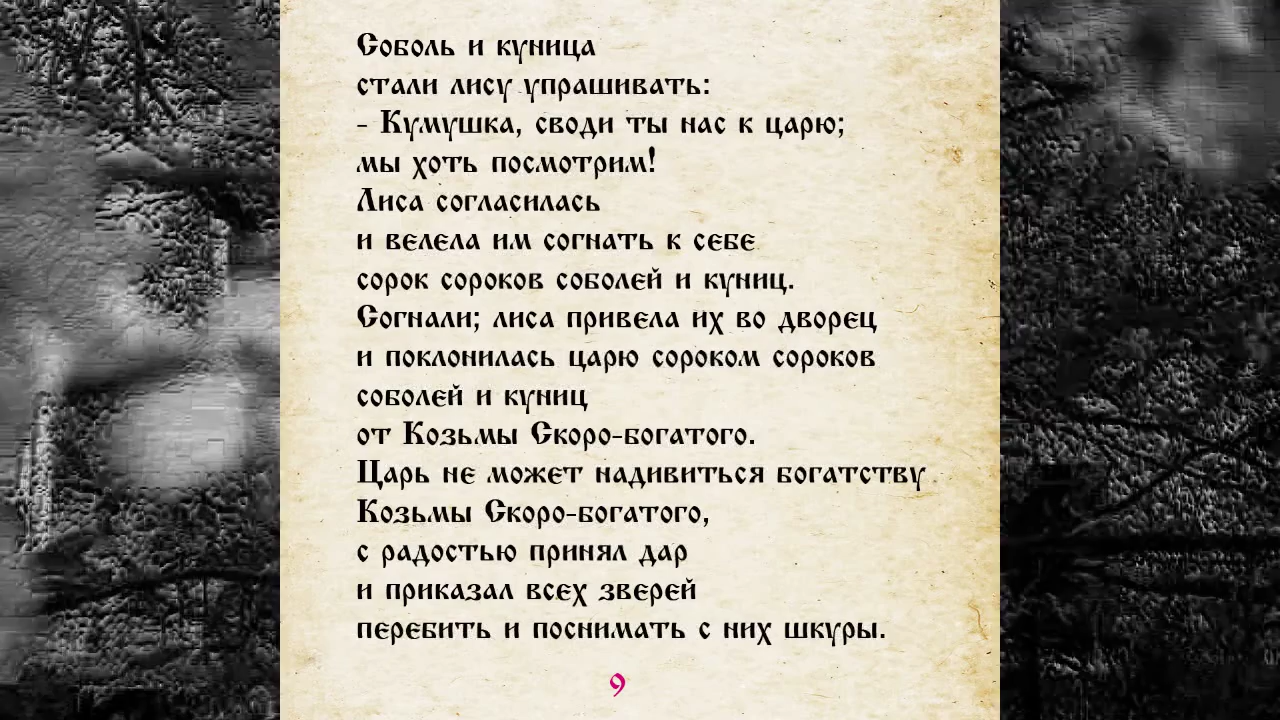 Соболь и куница
стали лису упрашивать:
- Кумушка, своди ты нас к царю;
мы хоть посмотрим!
Лиса согласилась
и велела им согнать к себе
сорок сороков соболей и куниц.
Согнали; лиса привела их во дворец
и поклонилась царю сороком сороков
соболей и куниц
от Козьмы Скоро-богатого.
Царь не может надивиться богатству
Козьмы Скоро-богатого,
с радостью принял дар
и приказал всех зверей
перебить и поснимать с них шкуры.
9